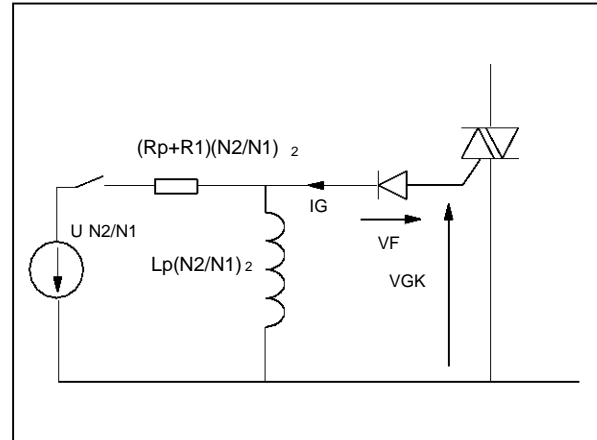 (Rp+R1)(N2/N1) 2
IG
U N2/N1
VF
Lp(N2/N1) 2
VGK